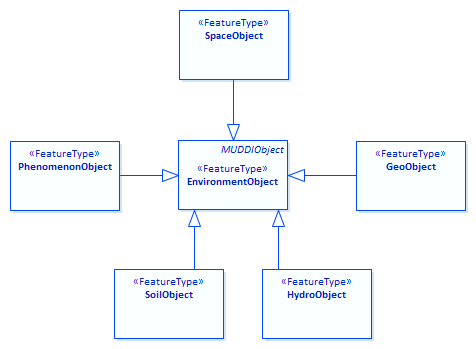 «FeatureType»
SpaceObject
«FeatureType»
PhenomenonObject
MUDDIObject
«FeatureType»
EnvironmentObject
«FeatureType»
GeoObject
«FeatureType»
SoilObject
«FeatureType»
HydroObject